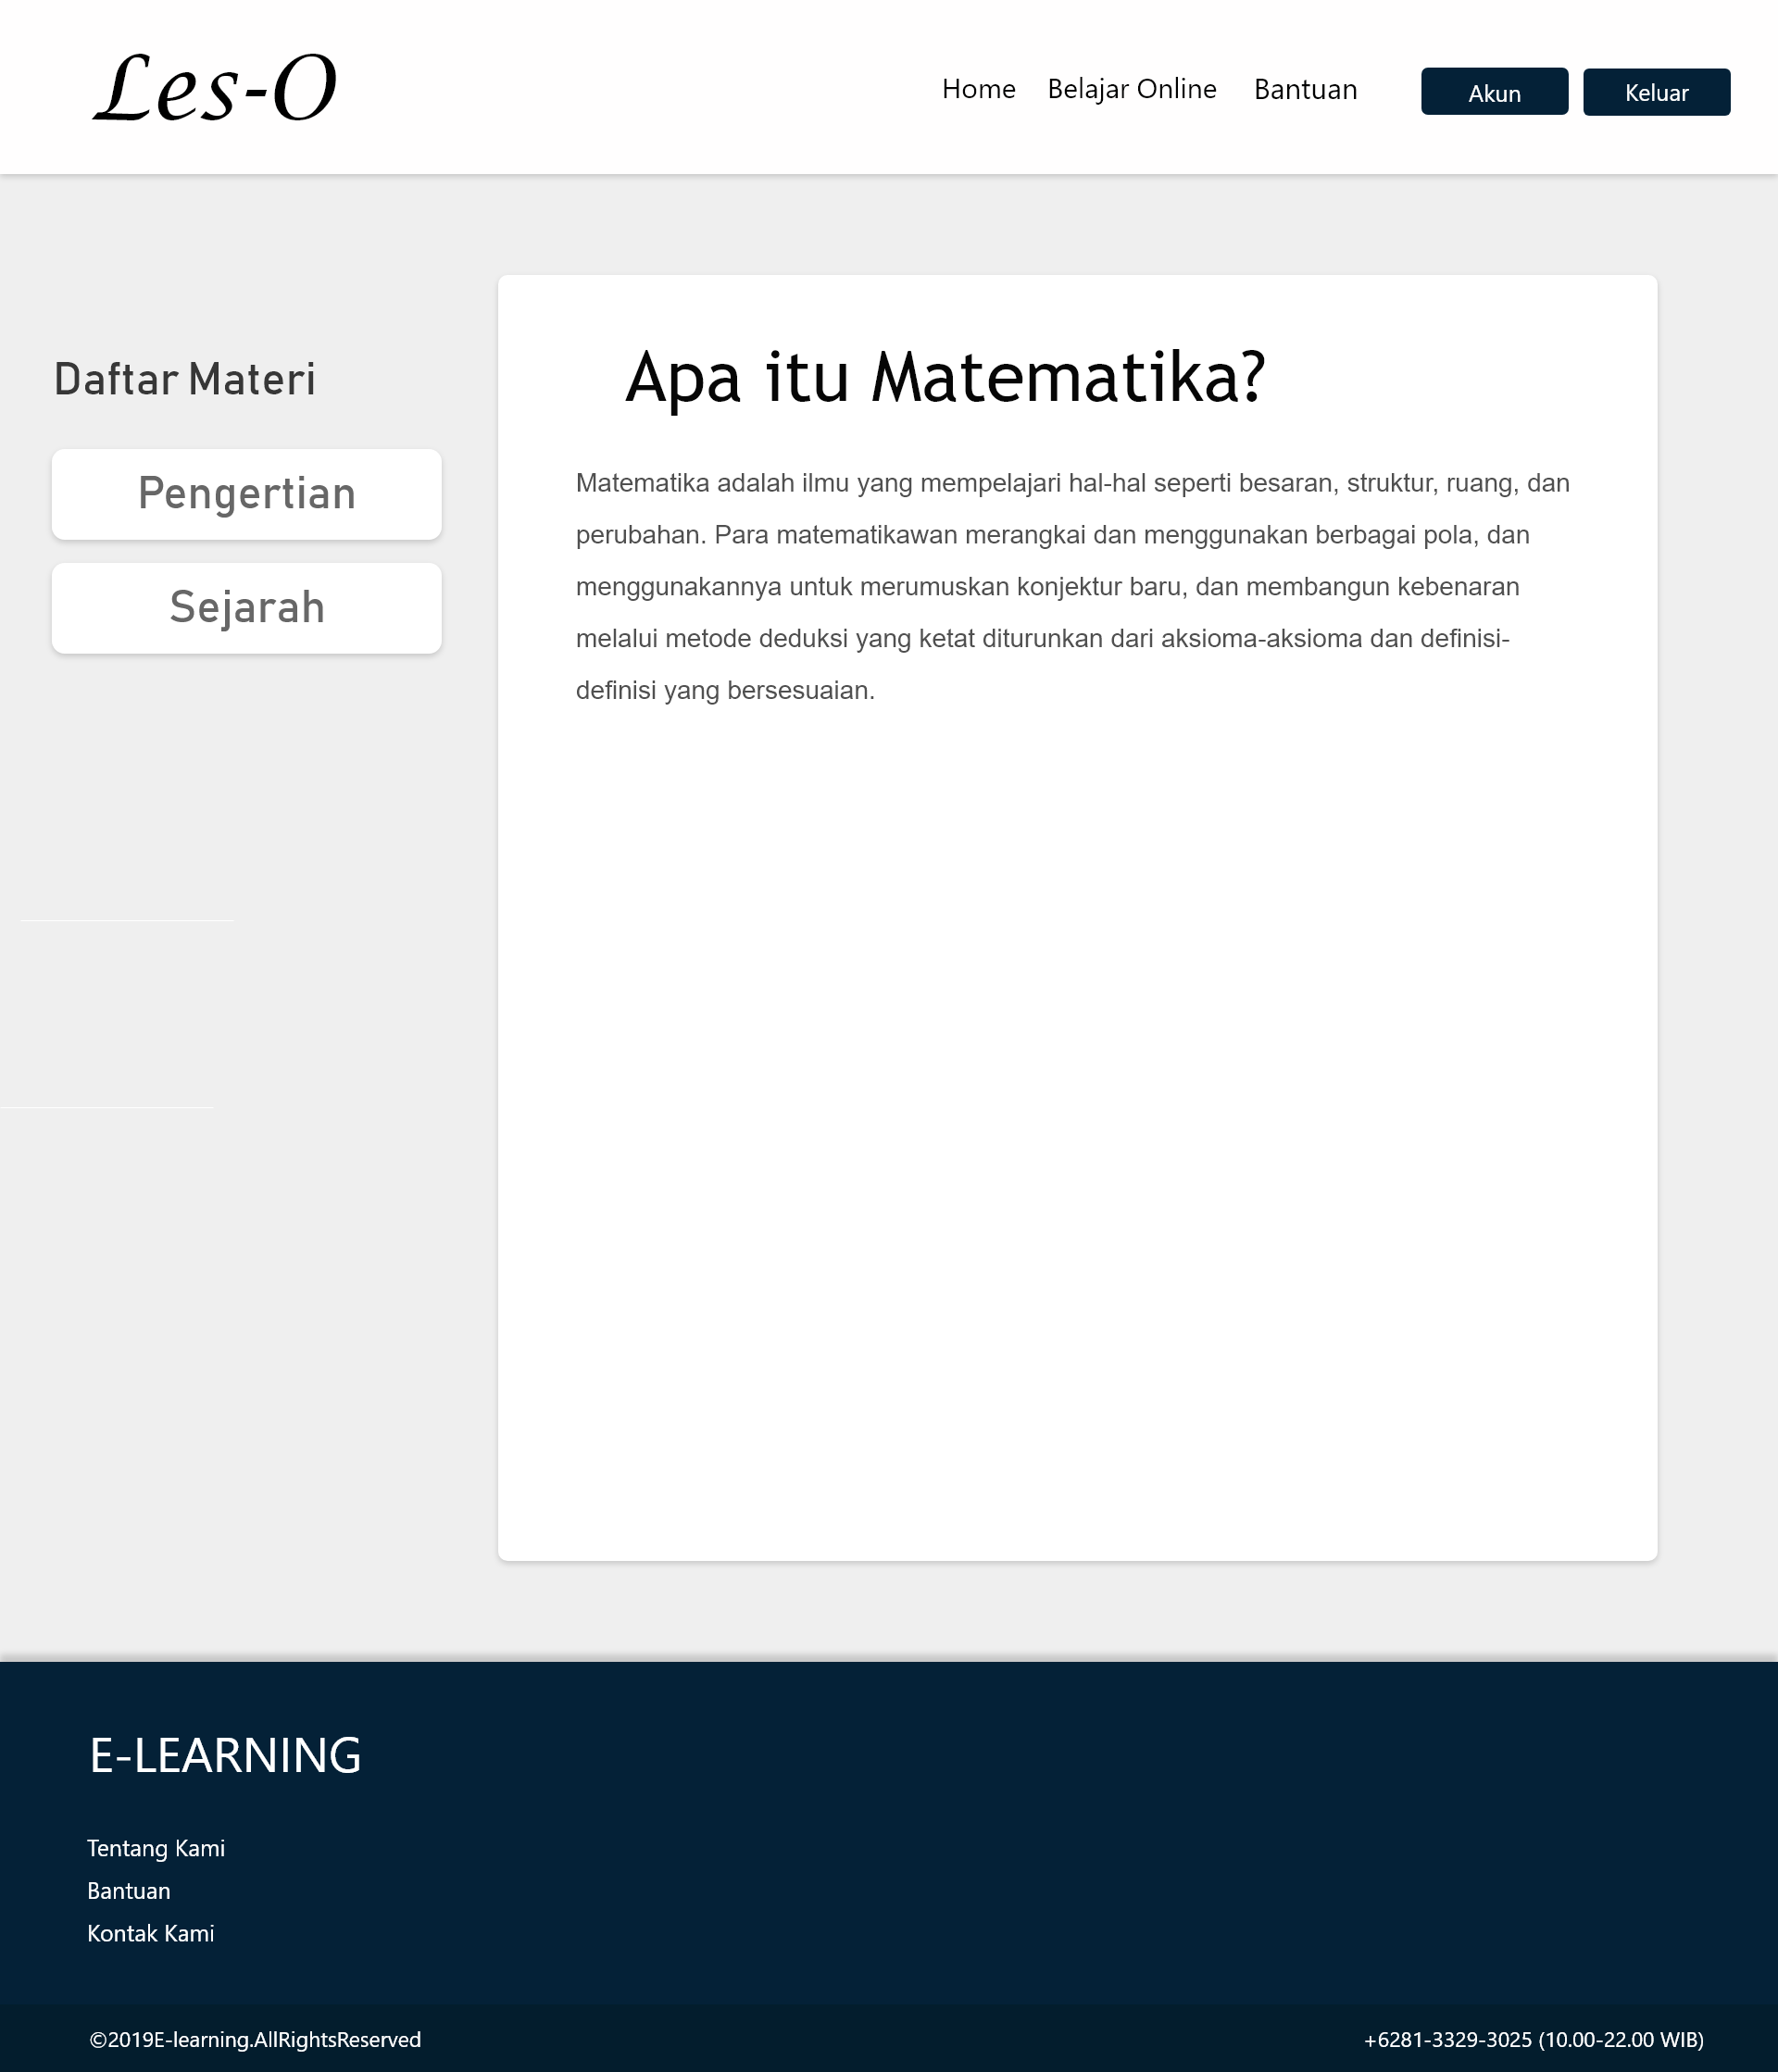 Les-O
Home Belajar Online Bantuan Akun Keluar
Daftar Materi
Pengertian
Sejarah
Apa itu Matematika?
Matematika adalah ilmu yang mempelajari hal-hal seperti besaran, struktur, ruang, dan
perubahan. Para matematikawan merangkai dan menggunakan berbagai pola, dan
menggunakannya untuk merumuskan konjektur baru, dan membangun kebenaran
melalui metode deduksi yang ketat diturunkan dari aksioma-aksioma dan definisi-
definisi yang bersesuaian.
E-LEARNING
Tentang Kami
Bantuan
Kontak Kami
©2019E-learning.AllRightsReserved
+6281-3329-3025 (10.00-22.00 WIB)